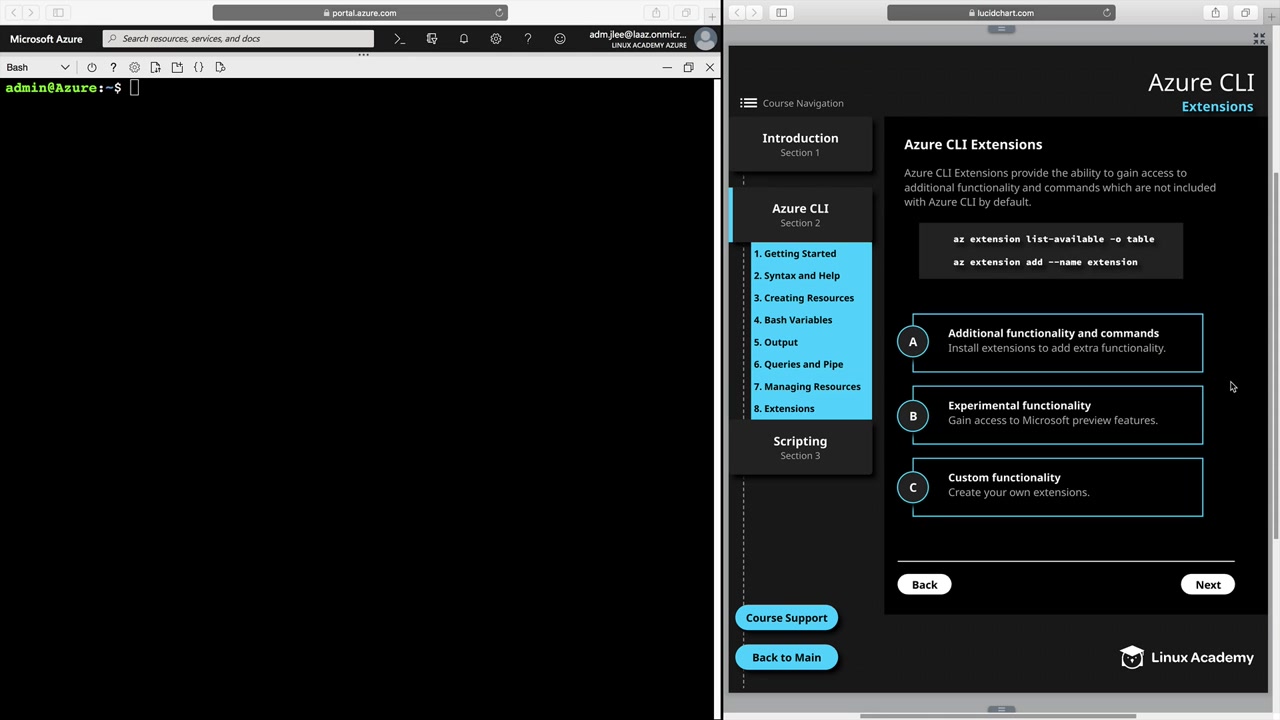 portal.azure.com
Microsoft Azure
Search resources, services, and docs
adm.jlee@laaz.onmicr...
LINUX ACADEMY AZURE
Bash
admin@Azure:~$
lucidchart.com
Azure CLI
Extensions
Course Navigation
Introduction
Section 1
Azure CLI
Section 2
1. Getting Started
2. Syntax and Help
3. Creating Resources
4. Bash Variables
5. Output
6. Queries and Pipe
7. Managing Resources
8. Extensions
Scripting
Section 3
Course Support
Back to Main
Azure CLI Extensions
Azure CLI Extensions provide the ability to gain access to
additional functionality and commands which are not included
with Azure CLI by default.
az extension list-available -o table
az extension add --name extension
A
Additional functionality and commands
Install extensions to add extra functionality.
B
Experimental functionality
Gain access to Microsoft preview features.
C
Custom functionality
Create your own extensions.
Back
Next
Linux Academy